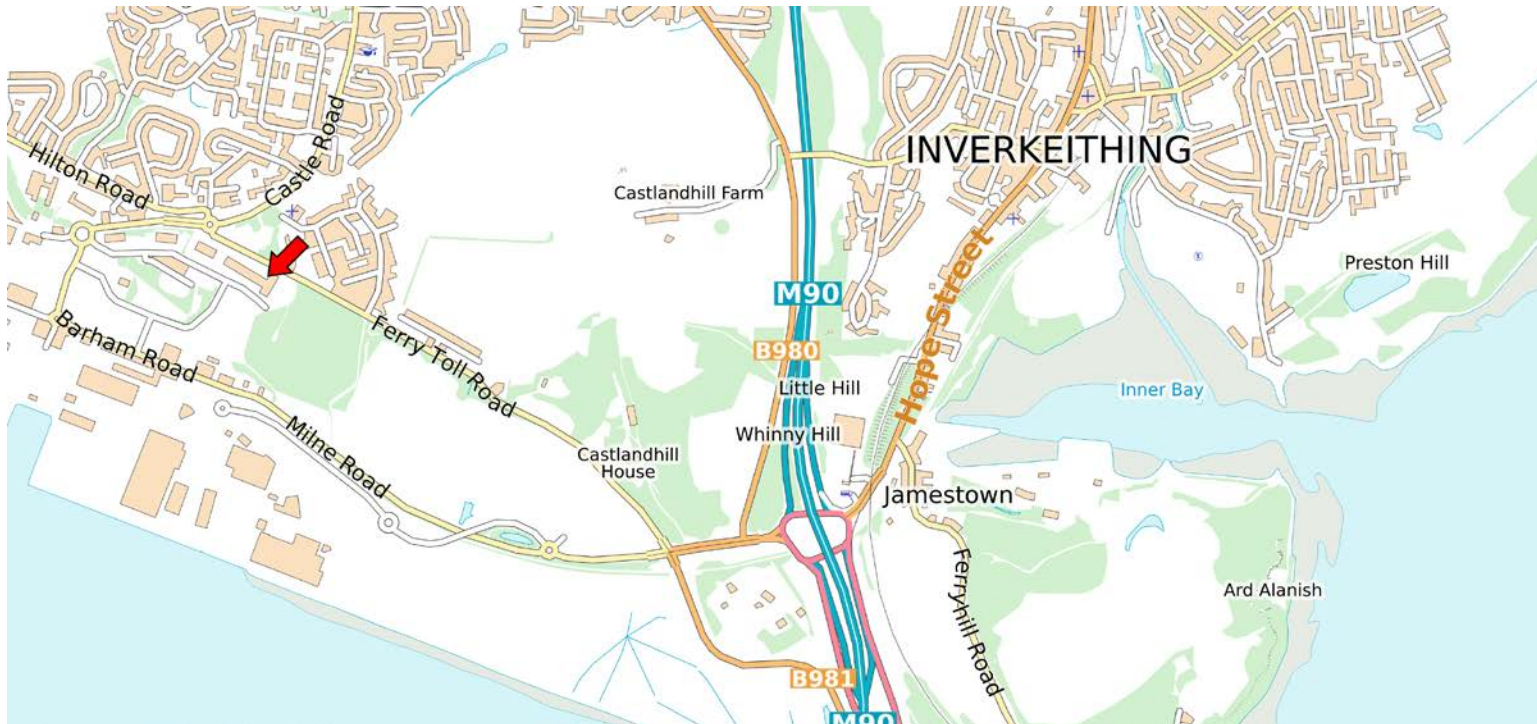 INVERKEITHING
Hilton Road
Castle Road
Castlandhill Farm
Hope Street
Preston Hill
M90
Barham Road
Ferry Toll Road
B980
Little Hill
Inner Bay
Whinny Hill
Milne Road
Castlandhill
House
Jamestown
Ferryhill Road
Ard Alanish
B981
M90